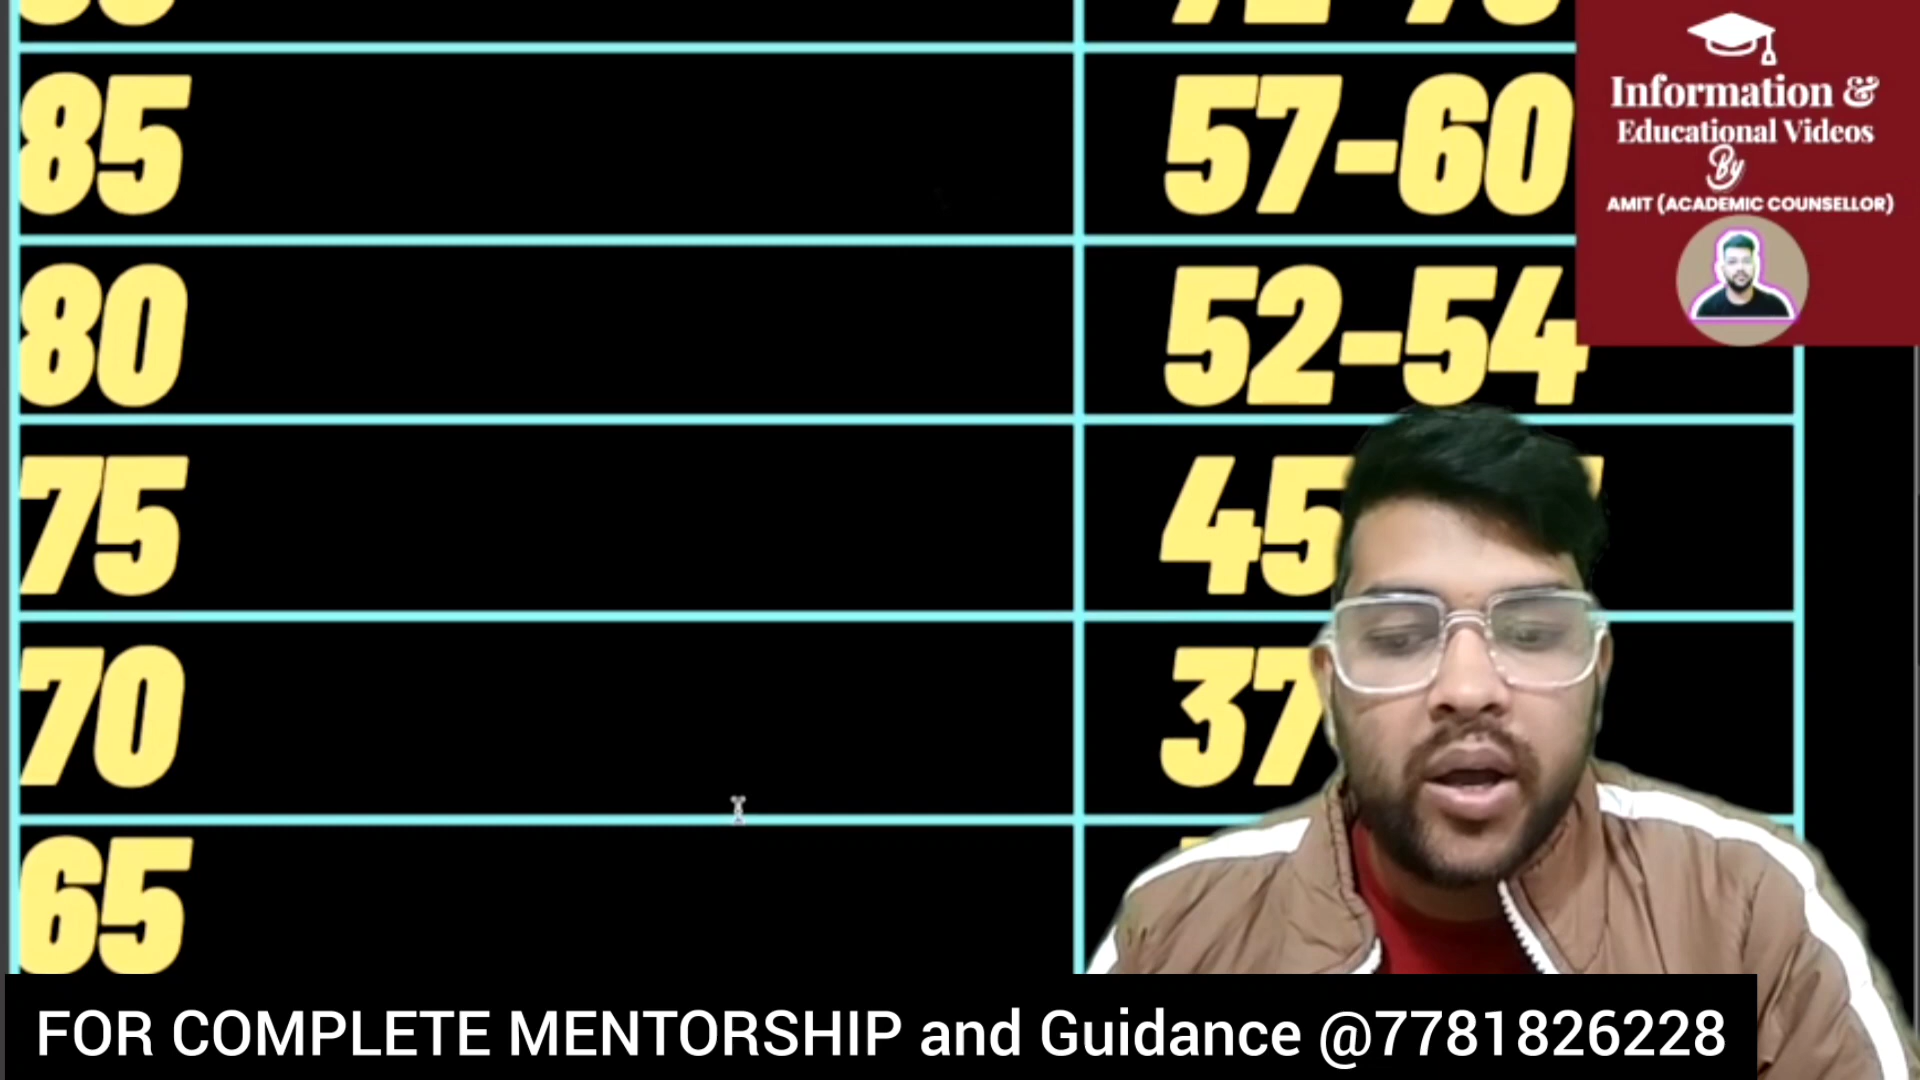 85
57-60
80
52-54
75
45
70
37
65
Information &
Educational Videos
By
AMIT (ACADEMIC COUNSELLOR)
FOR COMPLETE MENTORSHIP and Guidance @7781826228